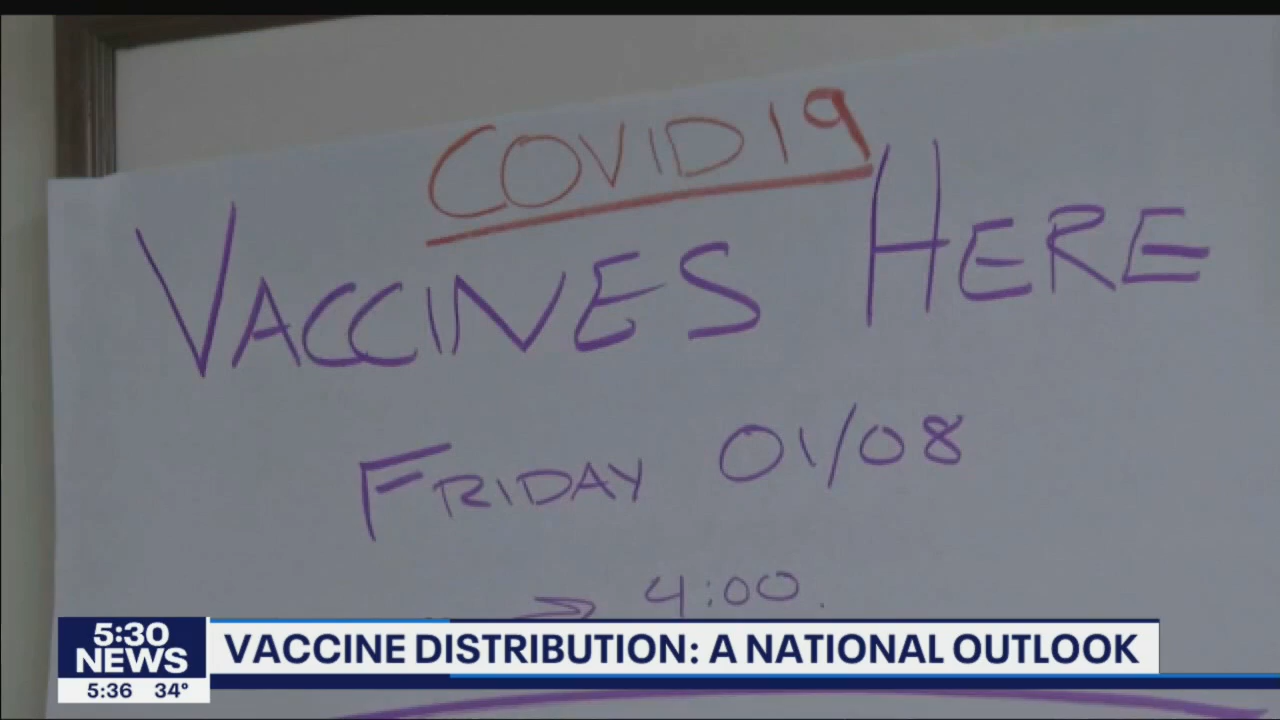 COVID19
VACCINES HERE
FRIDAY 01/08
→ 4:00
5:30
NEWS
VACCINE DISTRIBUTION: A NATIONAL OUTLOOK
5:36 34°